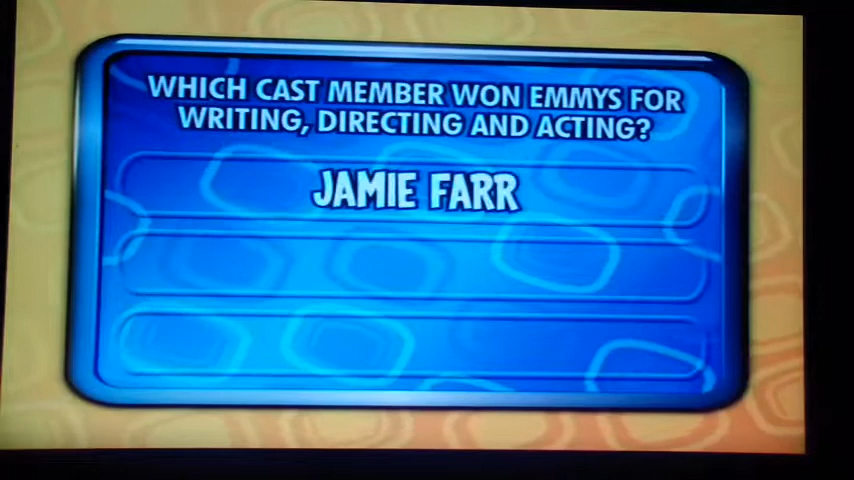 WHICH CAST MEMBER WON EMMYS FOR
WRITING, DIRECTING AND ACTING?
JAMIE FARR